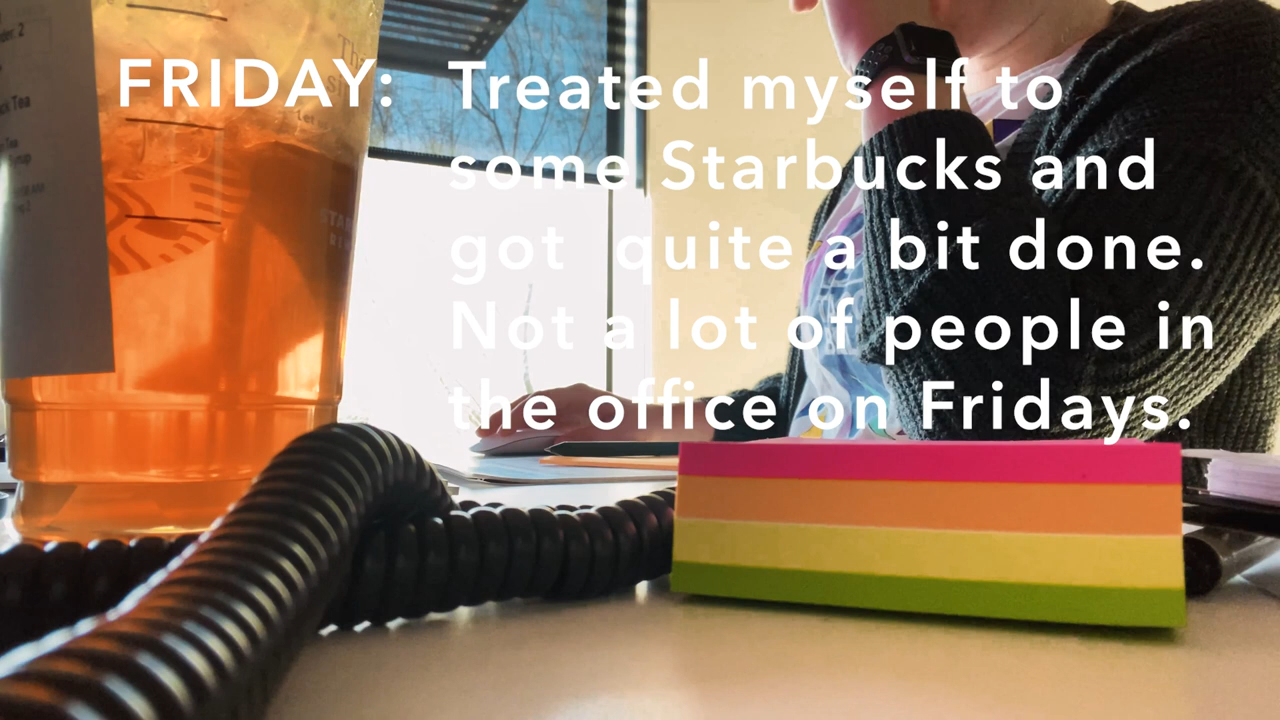 FRIDAY: Treated myself to
some Starbucks and
got quite a bit done.
Not a lot of people in
the office on Fridays.
Tea